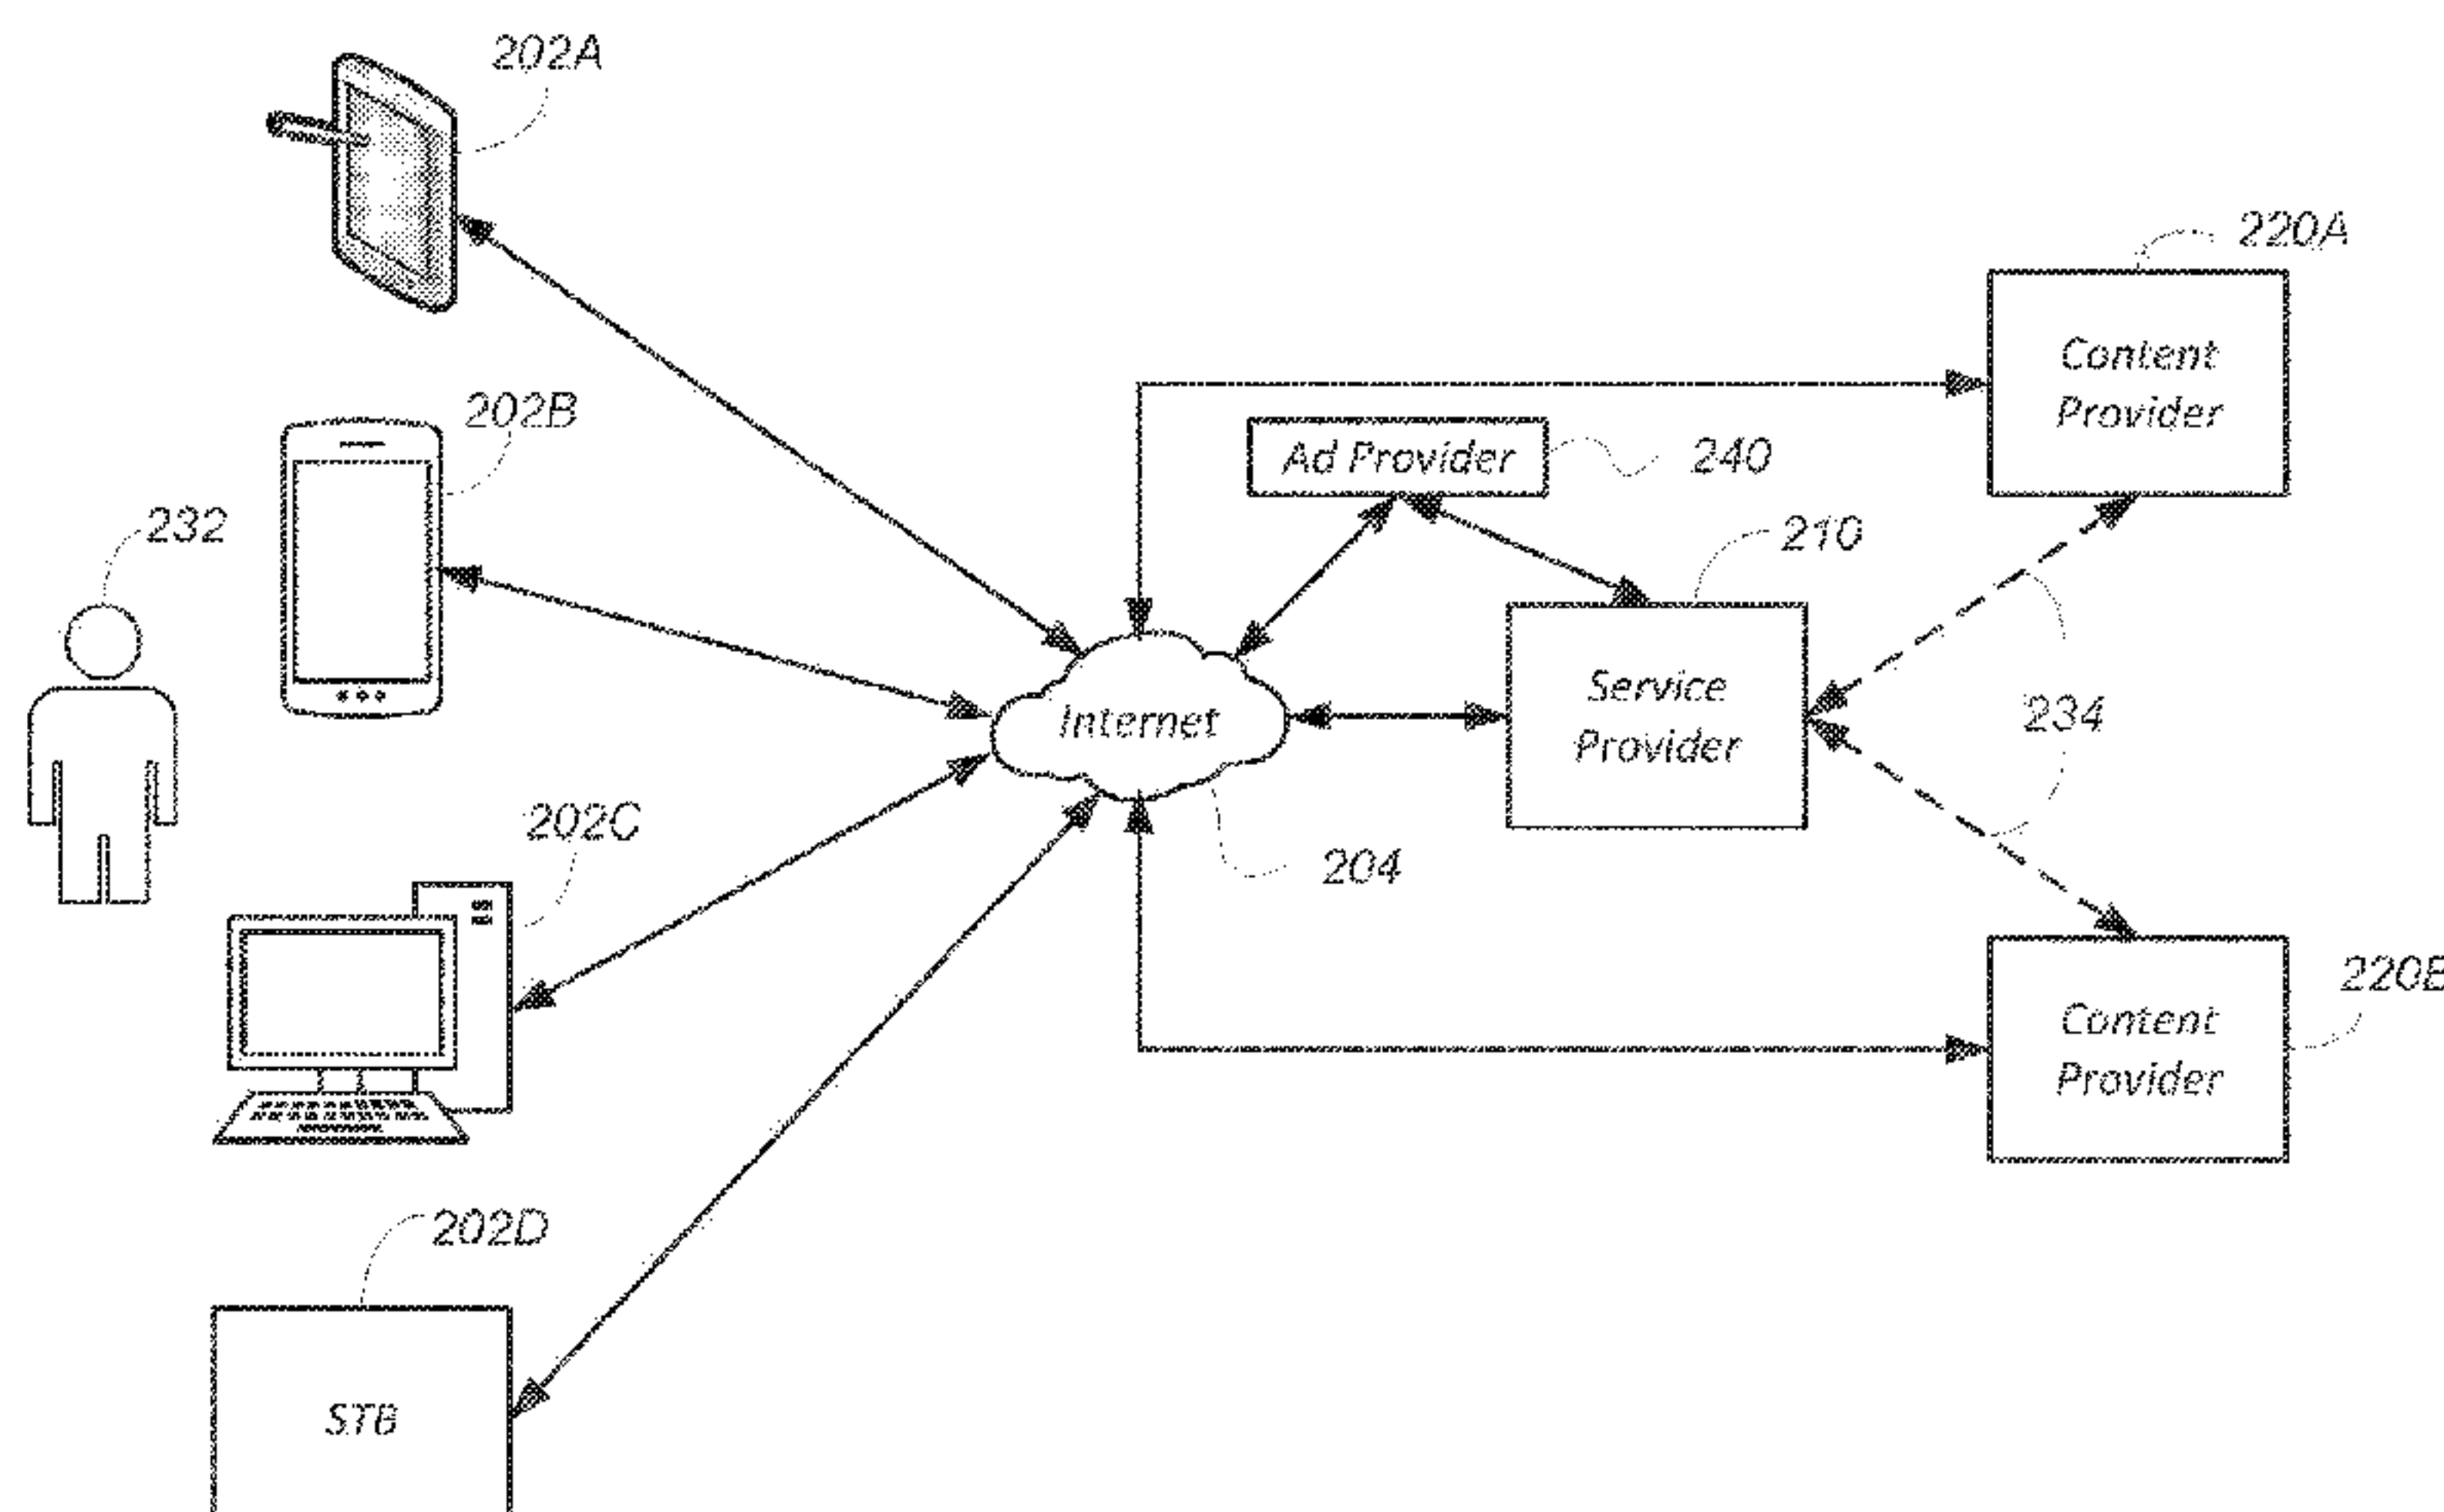 202A
220A
202B
Content
Provider
Ad Provider
240
232
210
Internet
Service
Provider
234
202C
204
220B
Content
Provider
202D
STB